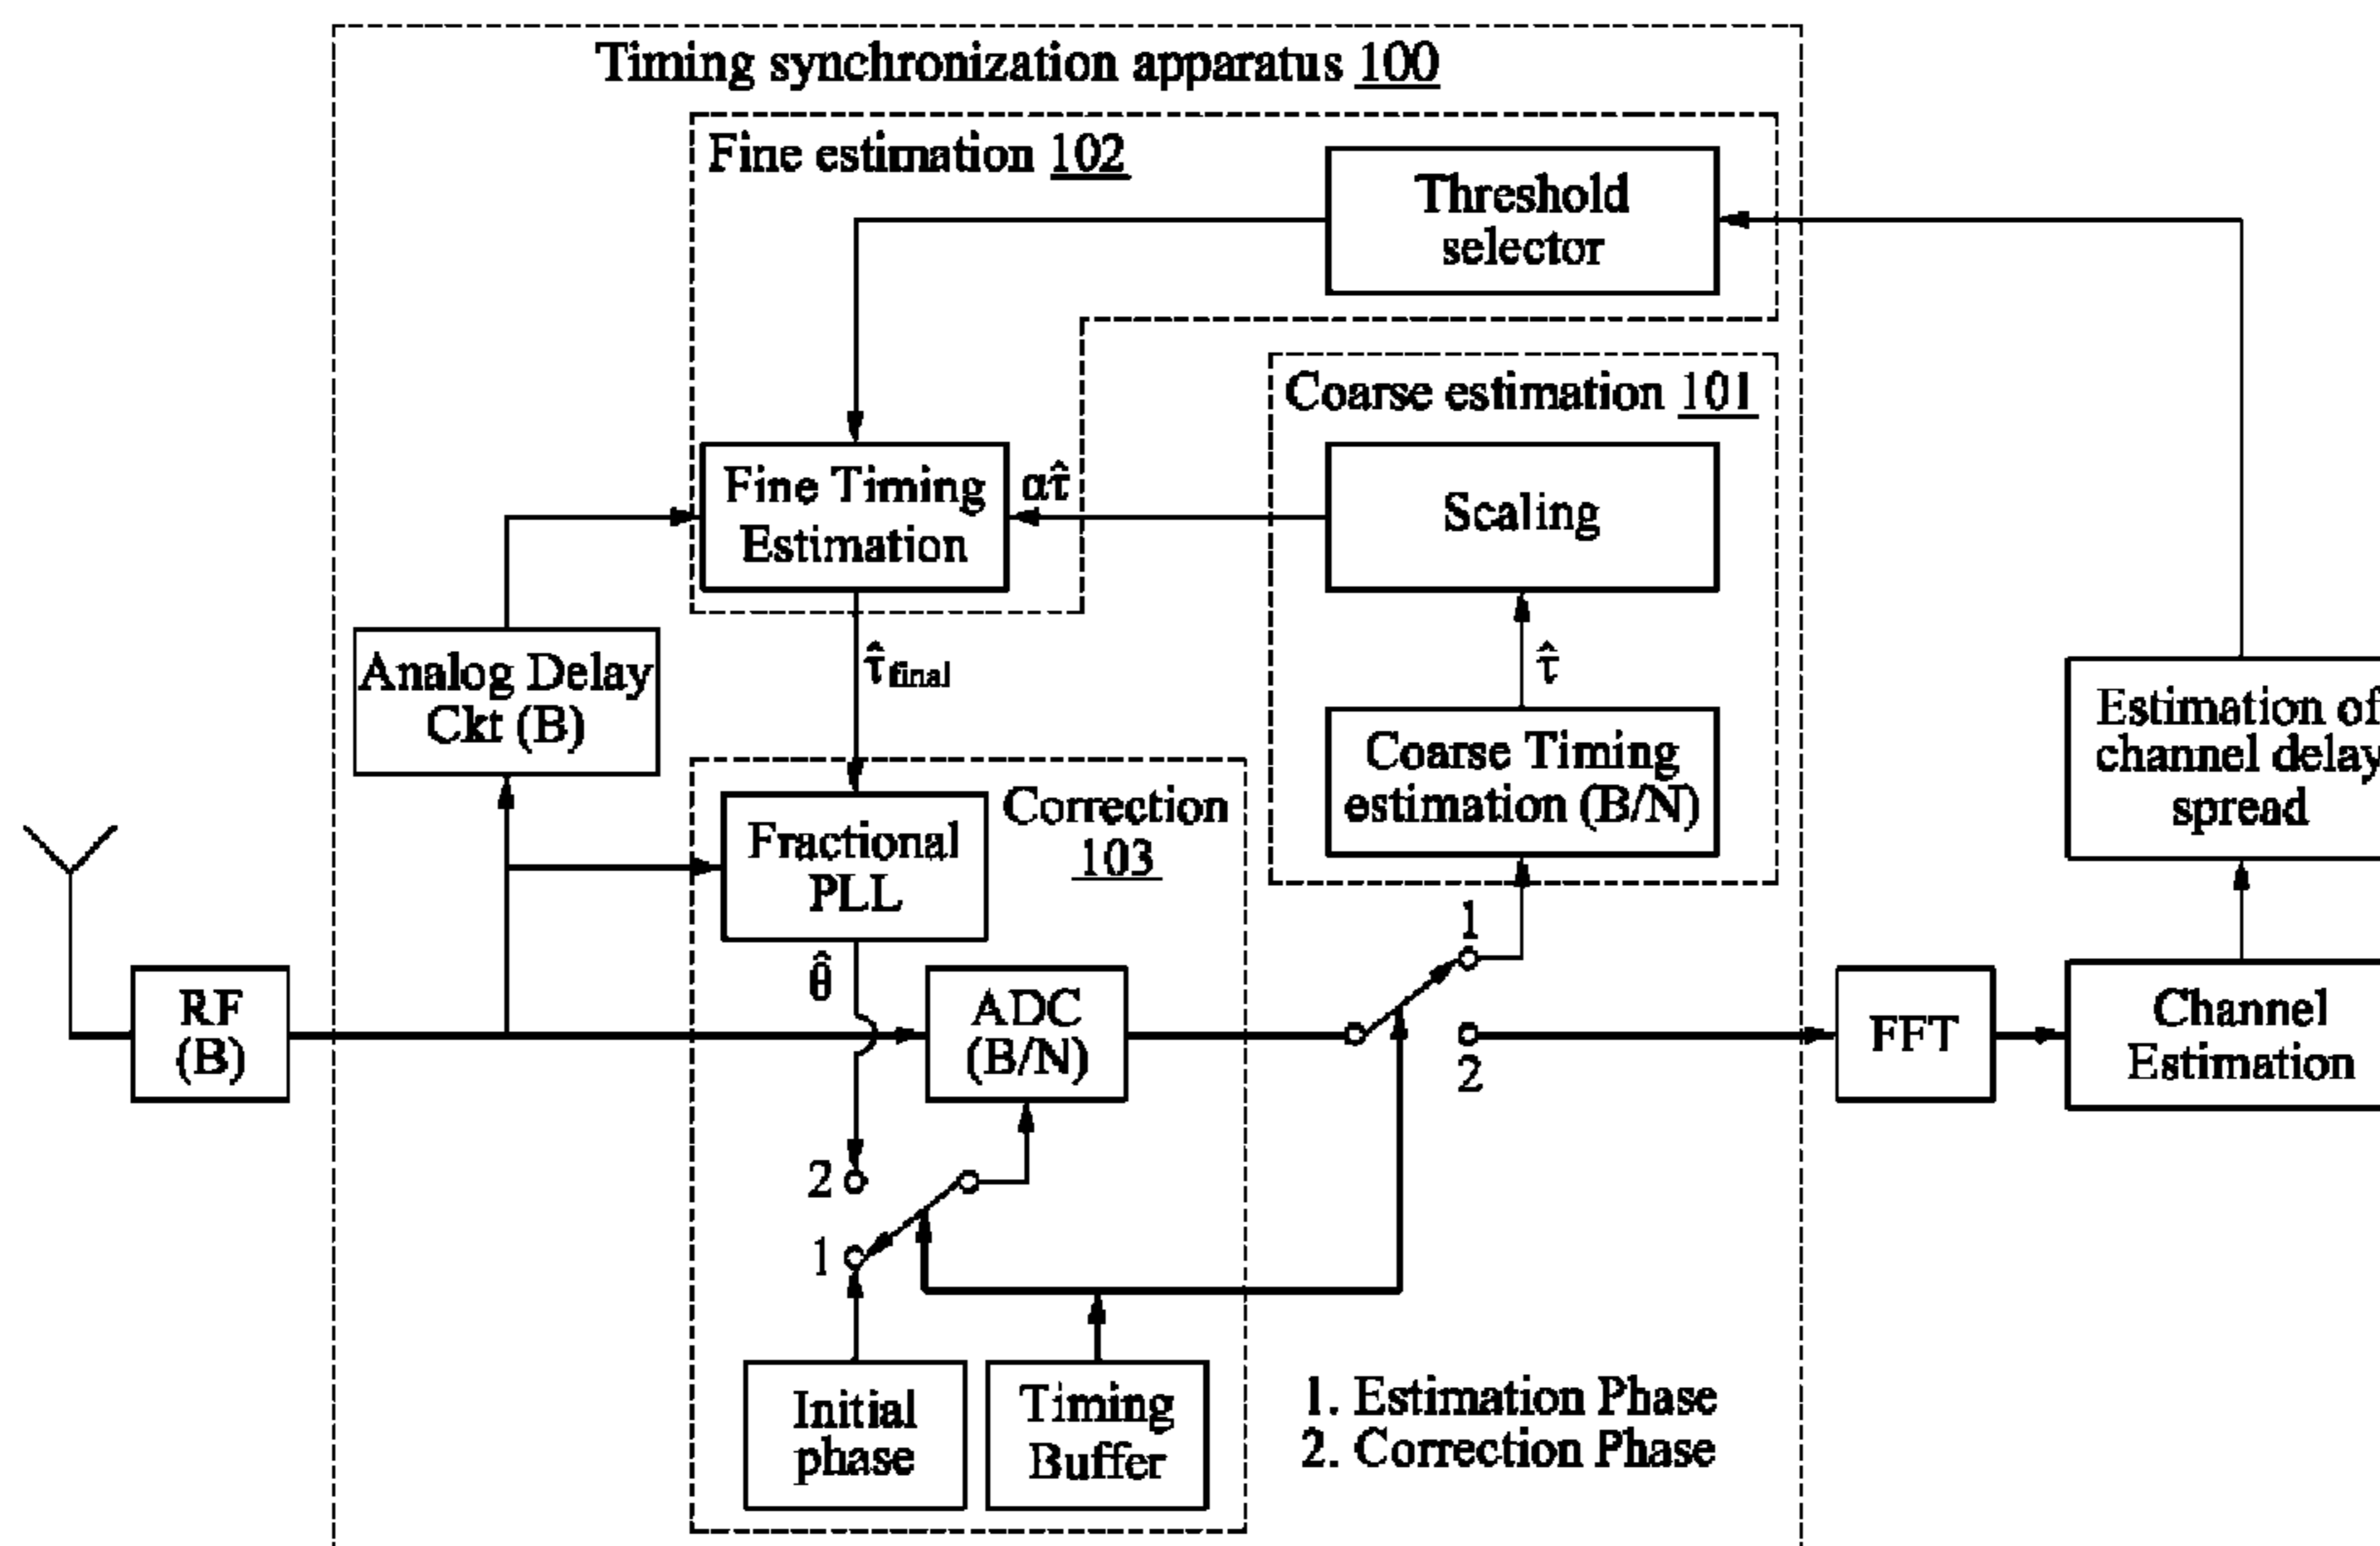 Timing synchronization apparatus 100
Fine estimation 102
Threshold
selector
Coarse estimation 101
Fine Timing
Estimation
ατ̂
Scaling
Analog Delay
Ckt (B)
τ̂final
τ̂
Coarse Timing
estimation (B/N)
Estimation of
channel delay
spread
Correction
103
Fractional
PLL
θ̂
RF
(B)
ADC
(B/N)
1
2
FFT
Channel
Estimation
2
1
Initial
phase
Timing
Buffer
1. Estimation Phase
2. Correction Phase